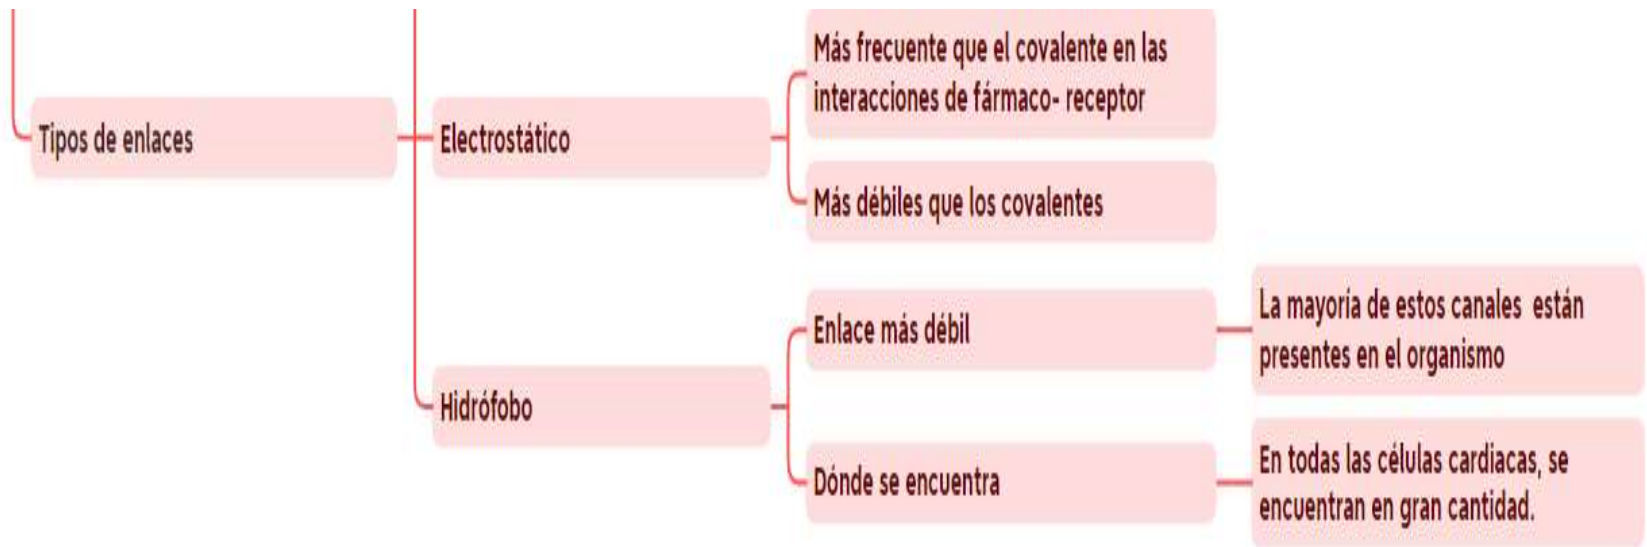 Tipos de enlaces
Electrostático
Más frecuente que el covalente en las
interacciones de fármaco- receptor
Más débiles que los covalentes
Hidrófobo
Enlace más débil
La mayoría de estos canales están
presentes en el organismo
Dónde se encuentra
En todas las células cardiacas, se
encuentran en gran cantidad.